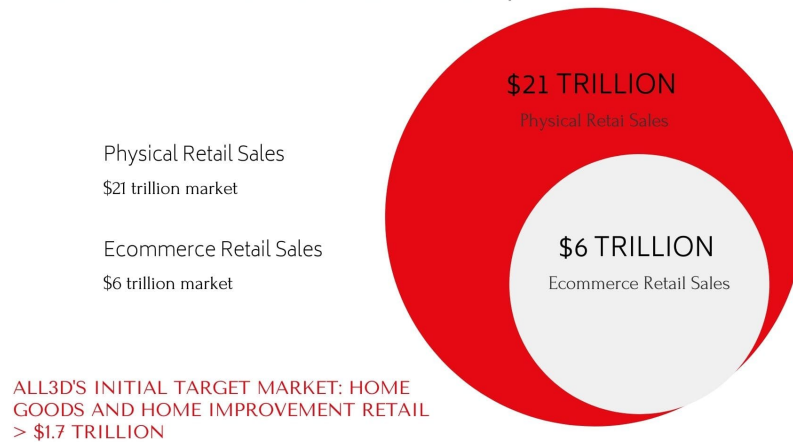 Physical Retail Sales
$21 trillion market
Ecommerce Retail Sales
$6 trillion market
$21 TRILLION
Physical Retai Sales
$6 TRILLION
Ecommerce Retail Sales
ALL3D'S INITIAL TARGET MARKET: HOME
GOODS AND HOME IMPROVEMENT RETAIL
> $1.7 TRILLION